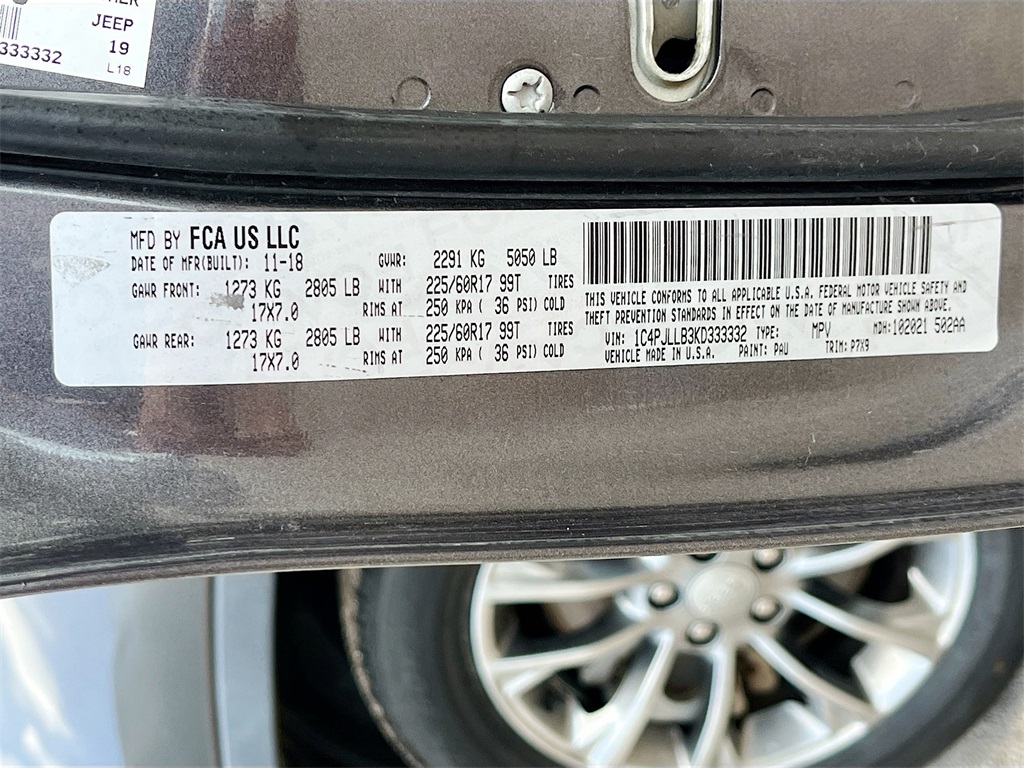 JEEP
19
333332
L18
MFD BY FCA US LLC
DATE OF MFR(BUILT): 11-18 GVWR: 2291 KG 5050 LB
GAWR FRONT: 1273 KG 2805 LB WITH 225/60R17 99T TIRES
17X7.0 RIMS AT 250 KPA ( 36 PSI) COLD
GAWR REAR: 1273 KG 2805 LB WITH 225/60R17 99T TIRES
17X7.0 RIMS AT 250 KPA ( 36 PSI) COLD
THIS VEHICLE CONFORMS TO ALL APPLICABLE U.S.A. FEDERAL MOTOR VEHICLE SAFETY AND
THEFT PREVENTION STANDARDS IN EFFECT ON THE DATE OF MANUFACTURE SHOWN ABOVE.
VIN: 1C4PJLLB3KD333332 TYPE: MPV MDH: 102021 502AA
VEHICLE MADE IN U.S.A. PAINT: PAU TRIM: P7X9